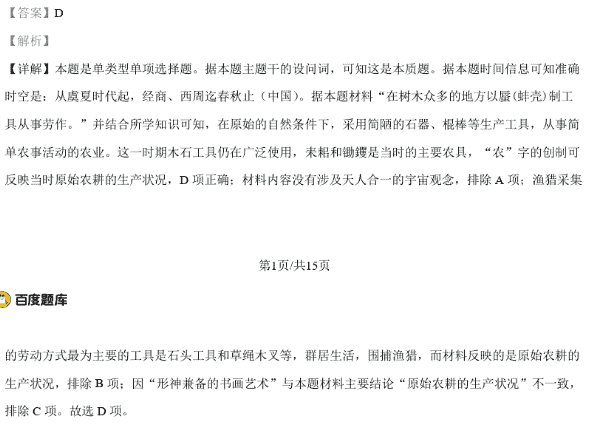 【答案】D
【解析】
【详解】本题是单类型单项选择题。据本题主题干的设问词，可知这是本质题。据本题时间信息可知准确
时空是：从虞夏时代起，经商、西周迄春秋止（中国）。据本题材料“在树木众多的地方以蜃(蚌壳)制工
具从事劳作。”并结合所学知识可知，在原始的自然条件下，采用简陋的石器、棍棒等生产工具，从事简
单农事活动的农业。这一时期木石工具仍在广泛使用，耒耜和锄䦆是当时的主要农具，“农”字的创制可
反映当时原始农耕的生产状况，D 项正确；材料内容没有涉及天人合一的宇宙观念，排除 A 项；渔猎采集
第1页/共15页
百度题库
的劳动方式最为主要的工具是石头工具和草绳木叉等，群居生活，围捕渔猎，而材料反映的是原始农耕的
生产状况，排除 B 项；因“形神兼备的书画艺术”与本题材料主要结论“原始农耕的生产状况”不一致，
排除 C 项。故选 D 项。